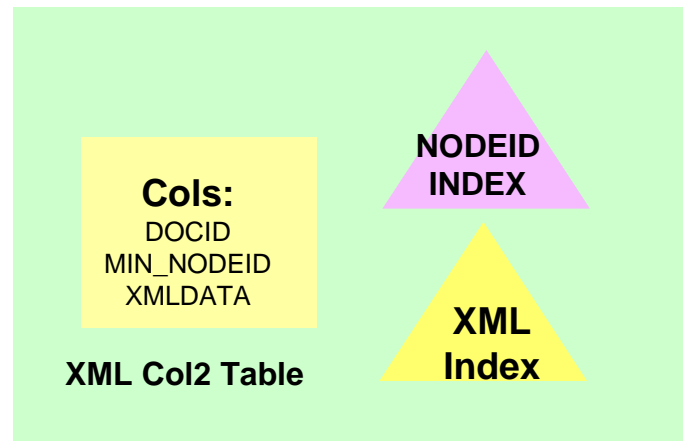 Cols:
DOCID
MIN_NODEID
XMLDATA
XML Col2 Table
NODEID
INDEX
XML
Index